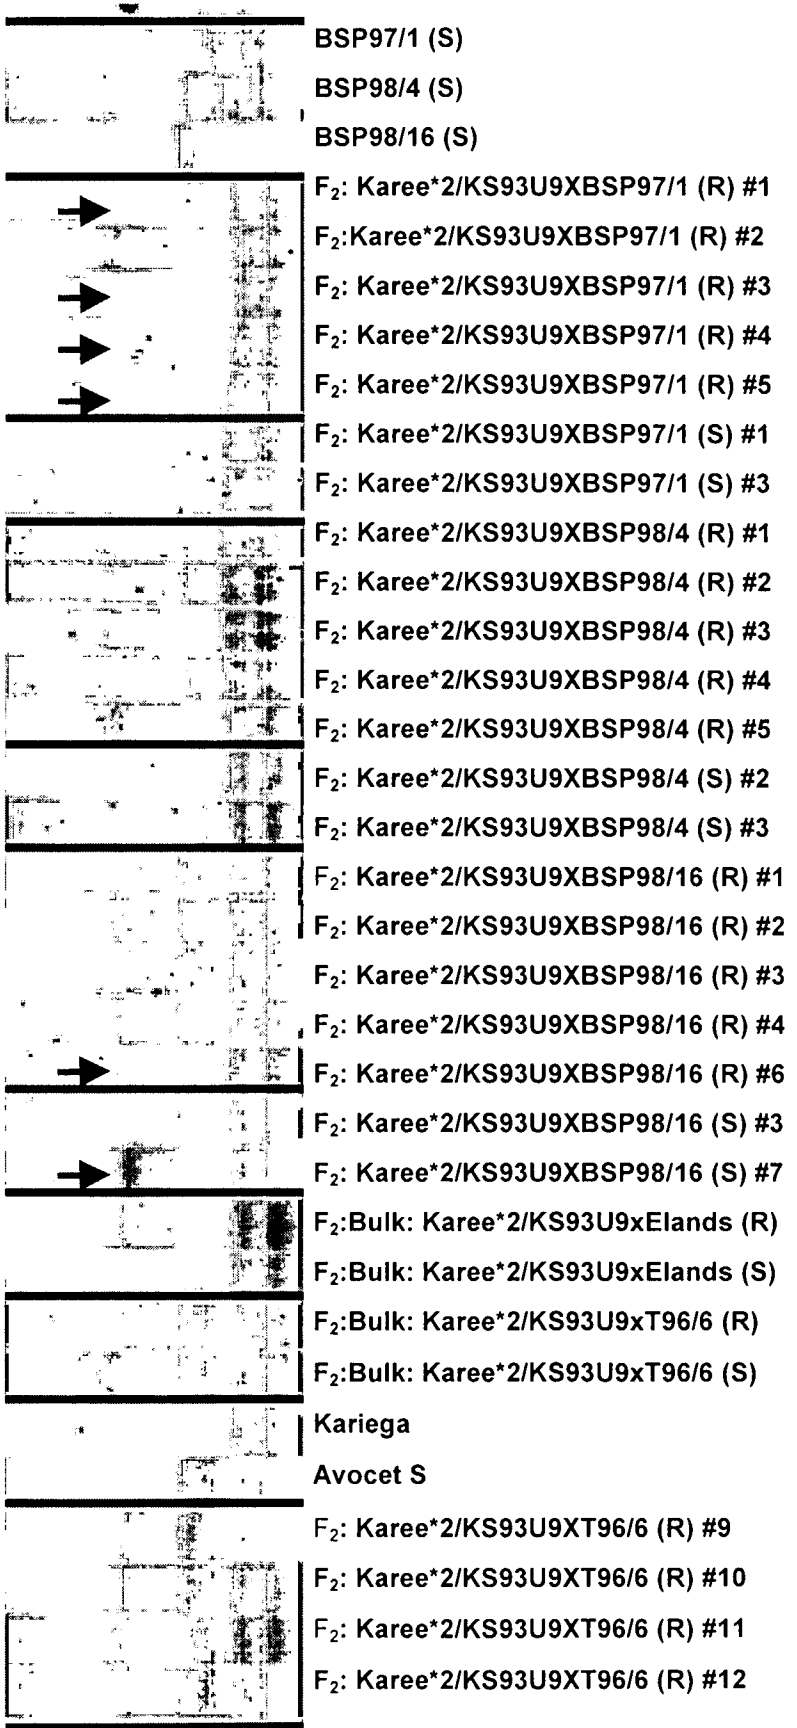 BSP97/1 (S)
BSP98/4 (S)
BSP98/16 (S)
F₂: Karee*2/KS93U9XBSP97/1 (R) #1
F₂:Karee*2/KS93U9XBSP97/1 (R) #2
F₂: Karee*2/KS93U9XBSP97/1 (R) #3
F₂: Karee*2/KS93U9XBSP97/1 (R) #4
F₂: Karee*2/KS93U9XBSP97/1 (R) #5
F₂: Karee*2/KS93U9XBSP97/1 (S) #1
F₂: Karee*2/KS93U9XBSP97/1 (S) #3
F₂: Karee*2/KS93U9XBSP98/4 (R) #1
F₂: Karee*2/KS93U9XBSP98/4 (R) #2
F₂: Karee*2/KS93U9XBSP98/4 (R) #3
F₂: Karee*2/KS93U9XBSP98/4 (R) #4
F₂: Karee*2/KS93U9XBSP98/4 (R) #5
F₂: Karee*2/KS93U9XBSP98/4 (S) #2
F₂: Karee*2/KS93U9XBSP98/4 (S) #3
F₂: Karee*2/KS93U9XBSP98/16 (R) #1
F₂: Karee*2/KS93U9XBSP98/16 (R) #2
F₂: Karee*2/KS93U9XBSP98/16 (R) #3
F₂: Karee*2/KS93U9XBSP98/16 (R) #4
F₂: Karee*2/KS93U9XBSP98/16 (R) #6
F₂: Karee*2/KS93U9XBSP98/16 (S) #3
F₂: Karee*2/KS93U9XBSP98/16 (S) #7
F₂:Bulk: Karee*2/KS93U9xElands (R)
F₂:Bulk: Karee*2/KS93U9xElands (S)
F₂:Bulk: Karee*2/KS93U9xT96/6 (R)
F₂:Bulk: Karee*2/KS93U9xT96/6 (S)
Kariega
Avocet S
F₂: Karee*2/KS93U9XT96/6 (R) #9
F₂: Karee*2/KS93U9XT96/6 (R) #10
F₂: Karee*2/KS93U9XT96/6 (R) #11
F₂: Karee*2/KS93U9XT96/6 (R) #12